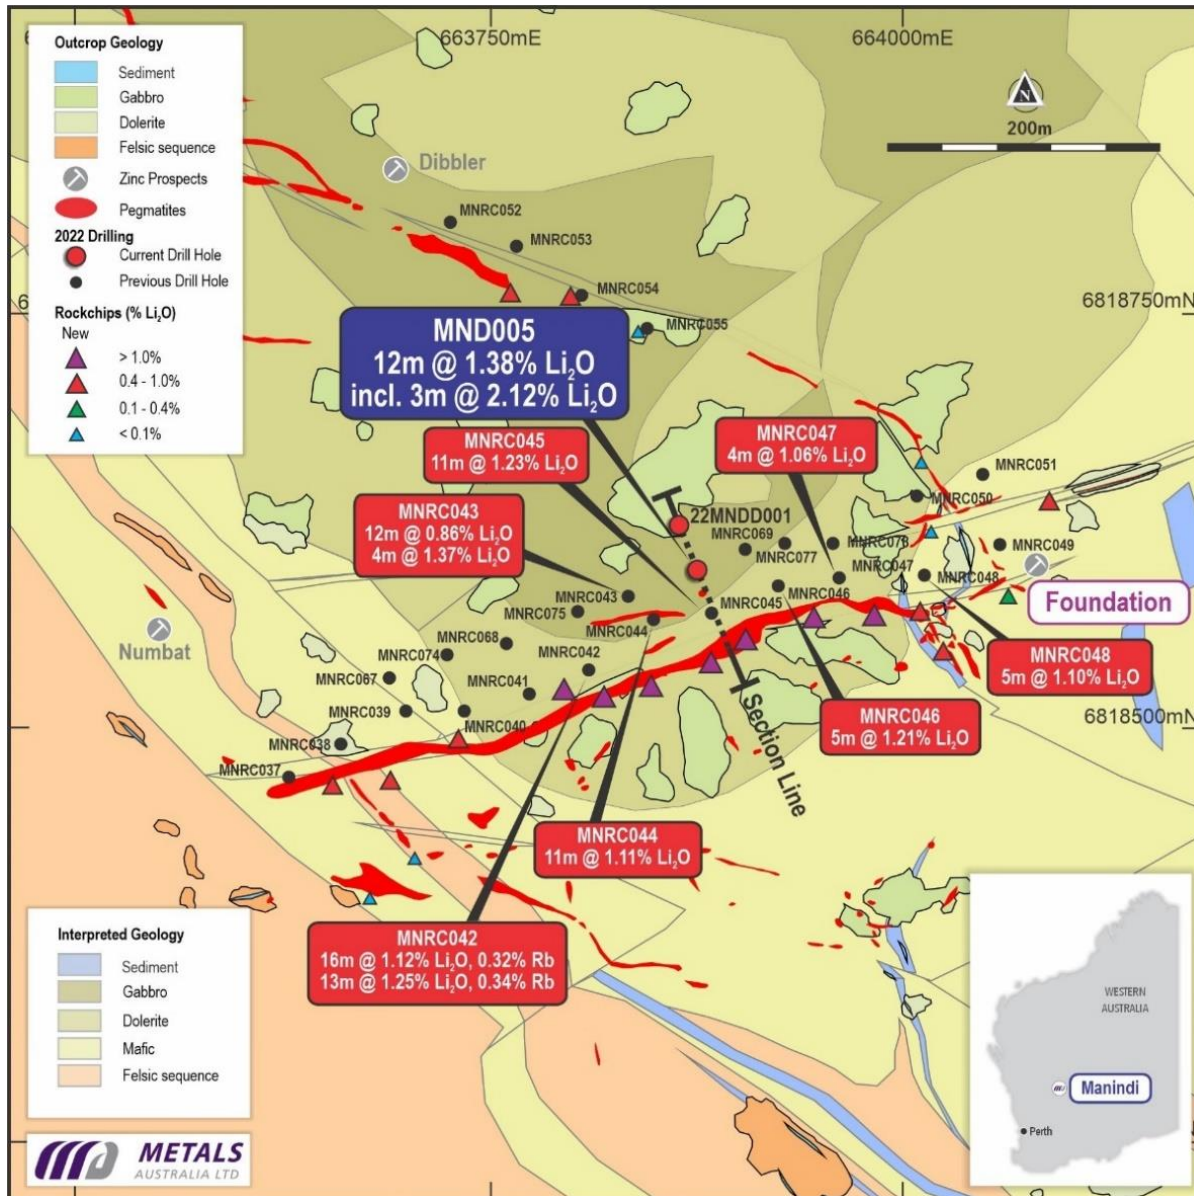 663750mE
664000mE
Outcrop Geology
Sediment
Gabbro
Dolerite
Felsic sequence
Zinc Prospects
Pegmatites
2022 Drilling
Current Drill Hole
Previous Drill Hole
Rockchips (% Li₂O)
New
> 1.0%
0.4 - 1.0%
0.1 - 0.4%
< 0.1%
N
200m
Dibbler
MNRC052
MNRC053
MNRC054
MNRC055
6818750mN
MND005
12m @ 1.38% Li₂O
incl. 3m @ 2.12% Li₂O
MNRC045
11m @ 1.23% Li₂O
MNRC047
4m @ 1.06% Li₂O
MNRC043
12m @ 0.86% Li₂O
4m @ 1.37% Li₂O
22MNDD001
MNRC051
MNRC050
MNRC069
MNRC077
MNRC078
MNRC049
MNRC047
MNRC048
MNRC043
MNRC075
MNRC044
MNRC045
MNRC046
Foundation
Numbat
MNRC068
MNRC074
MNRC042
MNRC067
MNRC041
MNRC039
MNRC040
MNRC038
MNRC037
MNRC048
5m @ 1.10% Li₂O
MNRC046
5m @ 1.21% Li₂O
6818500mN
Section Line
MNRC044
11m @ 1.11% Li₂O
MNRC042
16m @ 1.12% Li₂O, 0.32% Rb
13m @ 1.25% Li₂O, 0.34% Rb
Interpreted Geology
Sediment
Gabbro
Dolerite
Mafic
Felsic sequence
WESTERN
AUSTRALIA
Manindi
Perth
METALS
AUSTRALIA LTD